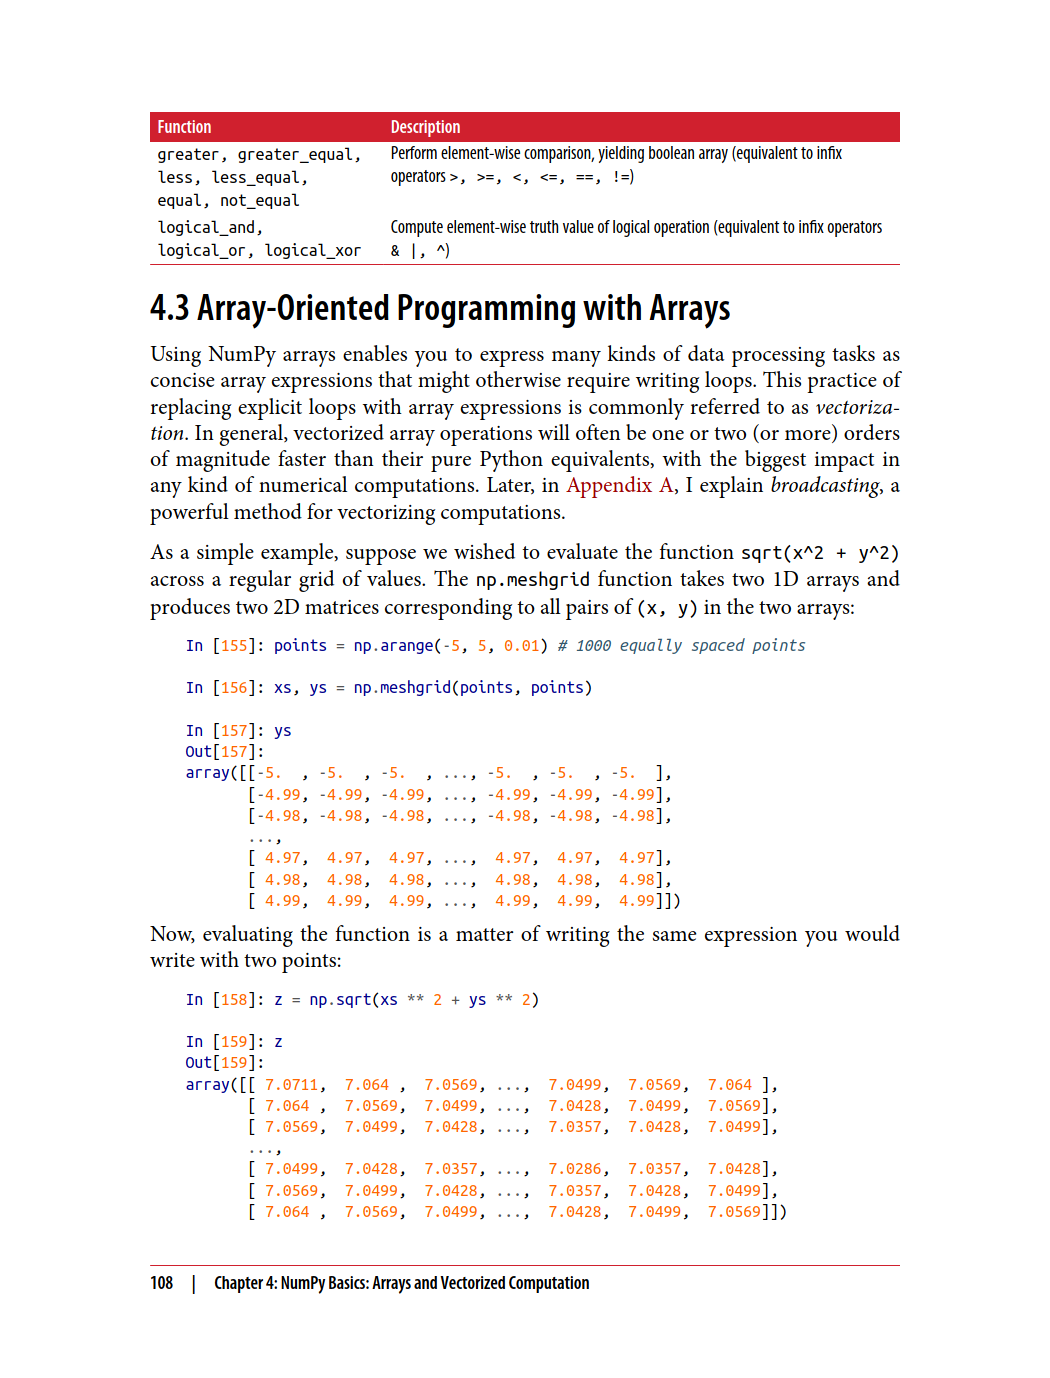 Function Description
greater, greater_equal, Perform element-wise comparison, yielding boolean array (equivalent to infix
less, less_equal, operators >, >=, <, <=, ==, !=)
equal, not_equal
logical_and, Compute element-wise truth value of logical operation (equivalent to infix operators
logical_or, logical_xor & |, ^)
4.3 Array-Oriented Programming with Arrays
Using NumPy arrays enables you to express many kinds of data processing tasks as
concise array expressions that might otherwise require writing loops. This practice of
replacing explicit loops with array expressions is commonly referred to as vectoriza-
tion. In general, vectorized array operations will often be one or two (or more) orders
of magnitude faster than their pure Python equivalents, with the biggest impact in
any kind of numerical computations. Later, in Appendix A, I explain broadcasting, a
powerful method for vectorizing computations.
As a simple example, suppose we wished to evaluate the function sqrt(x^2 + y^2)
across a regular grid of values. The np.meshgrid function takes two 1D arrays and
produces two 2D matrices corresponding to all pairs of (x, y) in the two arrays:
In [155]: points = np.arange(-5, 5, 0.01) # 1000 equally spaced points
In [156]: xs, ys = np.meshgrid(points, points)
In [157]: ys
Out[157]:
array([[-5.  , -5.  , -5.  , ..., -5.  , -5.  , -5.  ],
       [-4.99, -4.99, -4.99, ..., -4.99, -4.99, -4.99],
       [-4.98, -4.98, -4.98, ..., -4.98, -4.98, -4.98],
       ...,
       [ 4.97,  4.97,  4.97, ...,  4.97,  4.97,  4.97],
       [ 4.98,  4.98,  4.98, ...,  4.98,  4.98,  4.98],
       [ 4.99,  4.99,  4.99, ...,  4.99,  4.99,  4.99]])
Now, evaluating the function is a matter of writing the same expression you would
write with two points:
In [158]: z = np.sqrt(xs ** 2 + ys ** 2)
In [159]: z
Out[159]:
array([[ 7.0711,  7.064 ,  7.0569, ...,  7.0499,  7.0569,  7.064 ],
       [ 7.064 ,  7.0569,  7.0499, ...,  7.0428,  7.0499,  7.0569],
       [ 7.0569,  7.0499,  7.0428, ...,  7.0357,  7.0428,  7.0499],
       ...,
       [ 7.0499,  7.0428,  7.0357, ...,  7.0286,  7.0357,  7.0428],
       [ 7.0569,  7.0499,  7.0428, ...,  7.0357,  7.0428,  7.0499],
       [ 7.064 ,  7.0569,  7.0499, ...,  7.0428,  7.0499,  7.0569]])
108 | Chapter 4: NumPy Basics: Arrays and Vectorized Computation